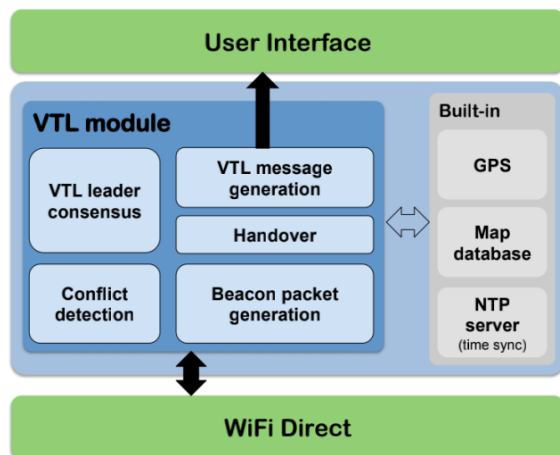 User Interface
VTL module
VTL leader
consensus
VTL message
generation
Handover
Conflict
detection
Beacon packet
generation
Built-in
GPS
Map
database
NTP
server
(time sync)
WiFi Direct